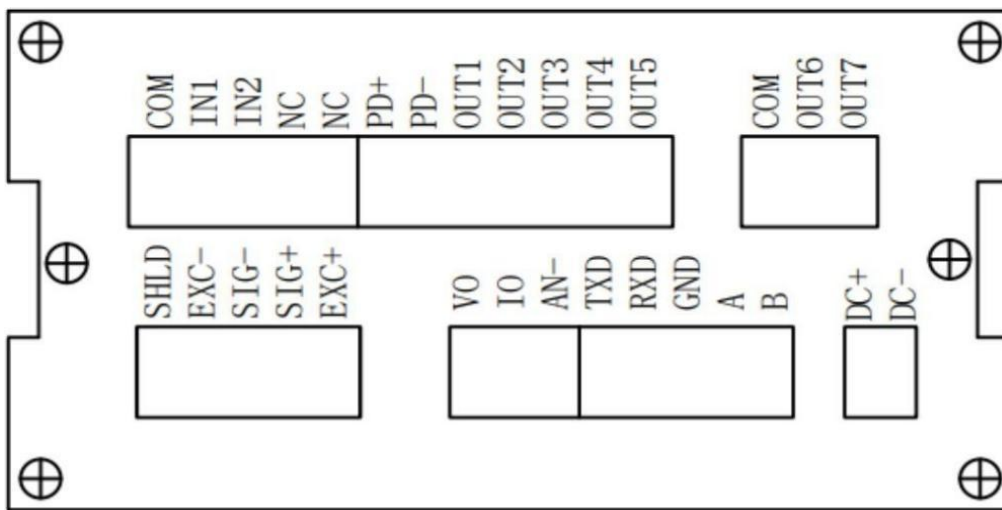 COM IN1 IN2 NC NC PD+ PD- OUT1 OUT2 OUT3 OUT4 OUT5 COM OUT6 OUT7
SHLD EXC- SIG- SIG+ EXC+ VO IO AN- TXD RXD GND A B DC+ DC-